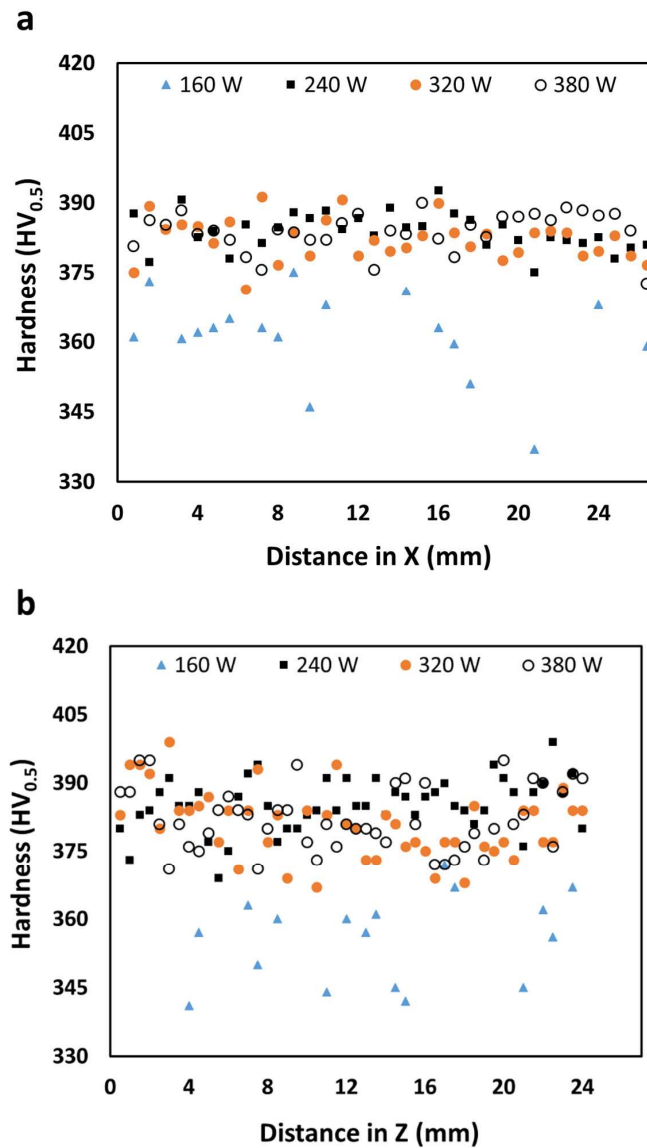 a
420
160 W 240 W 320 W 380 W
405
390
375
360
345
330
Hardness (HV0.5)
0 4 8 12 16 20 24
Distance in X (mm)
b
420
160 W 240 W 320 W 380 W
405
390
375
360
345
330
Hardness (HV0.5)
0 4 8 12 16 20 24
Distance in Z (mm)